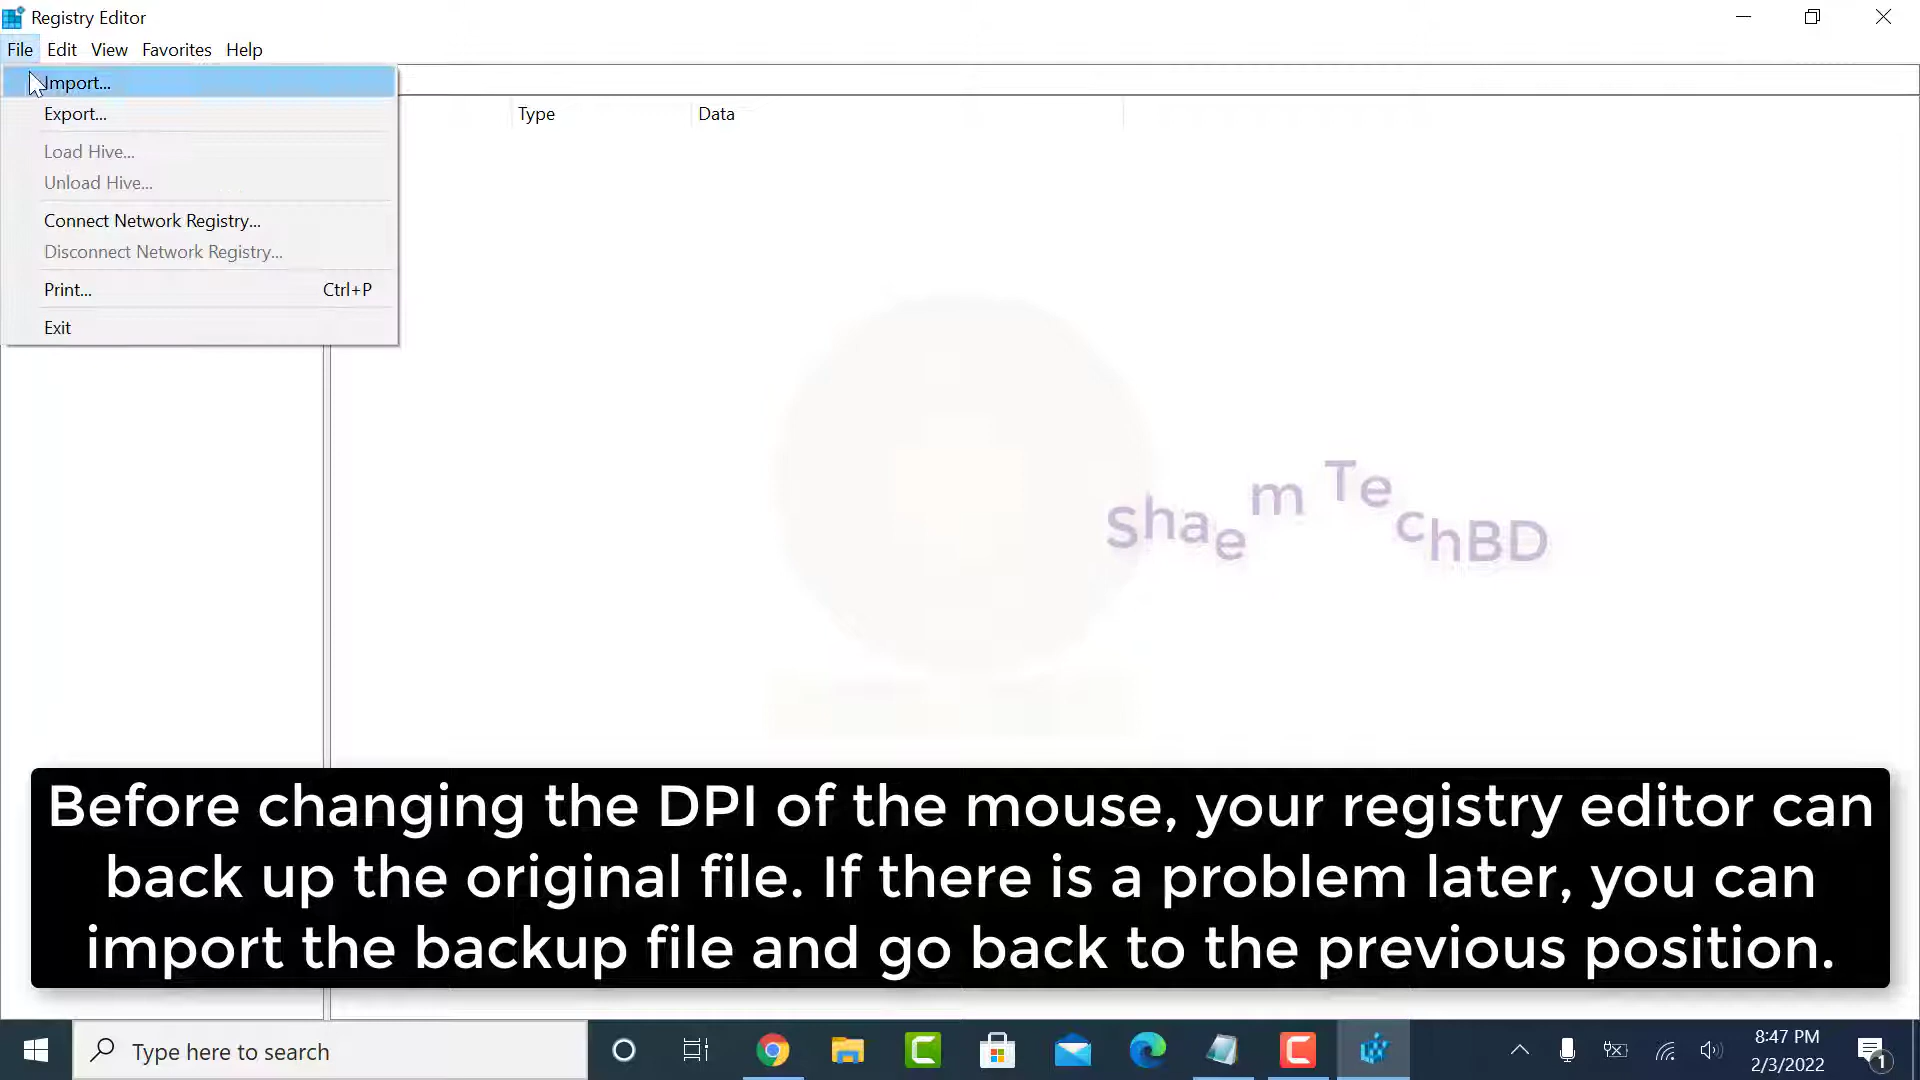 Registry Editor
File Edit View Favorites Help
Import...
Export...
Type Data
Load Hive...
Unload Hive...
Connect Network Registry...
Disconnect Network Registry...
Print... Ctrl+P
Exit
Shaem TechBD
Before changing the DPI of the mouse, your registry editor can
back up the original file. If there is a problem later, you can
import the backup file and go back to the previous position.
Type here to search
8:47 PM
2/3/2022
1